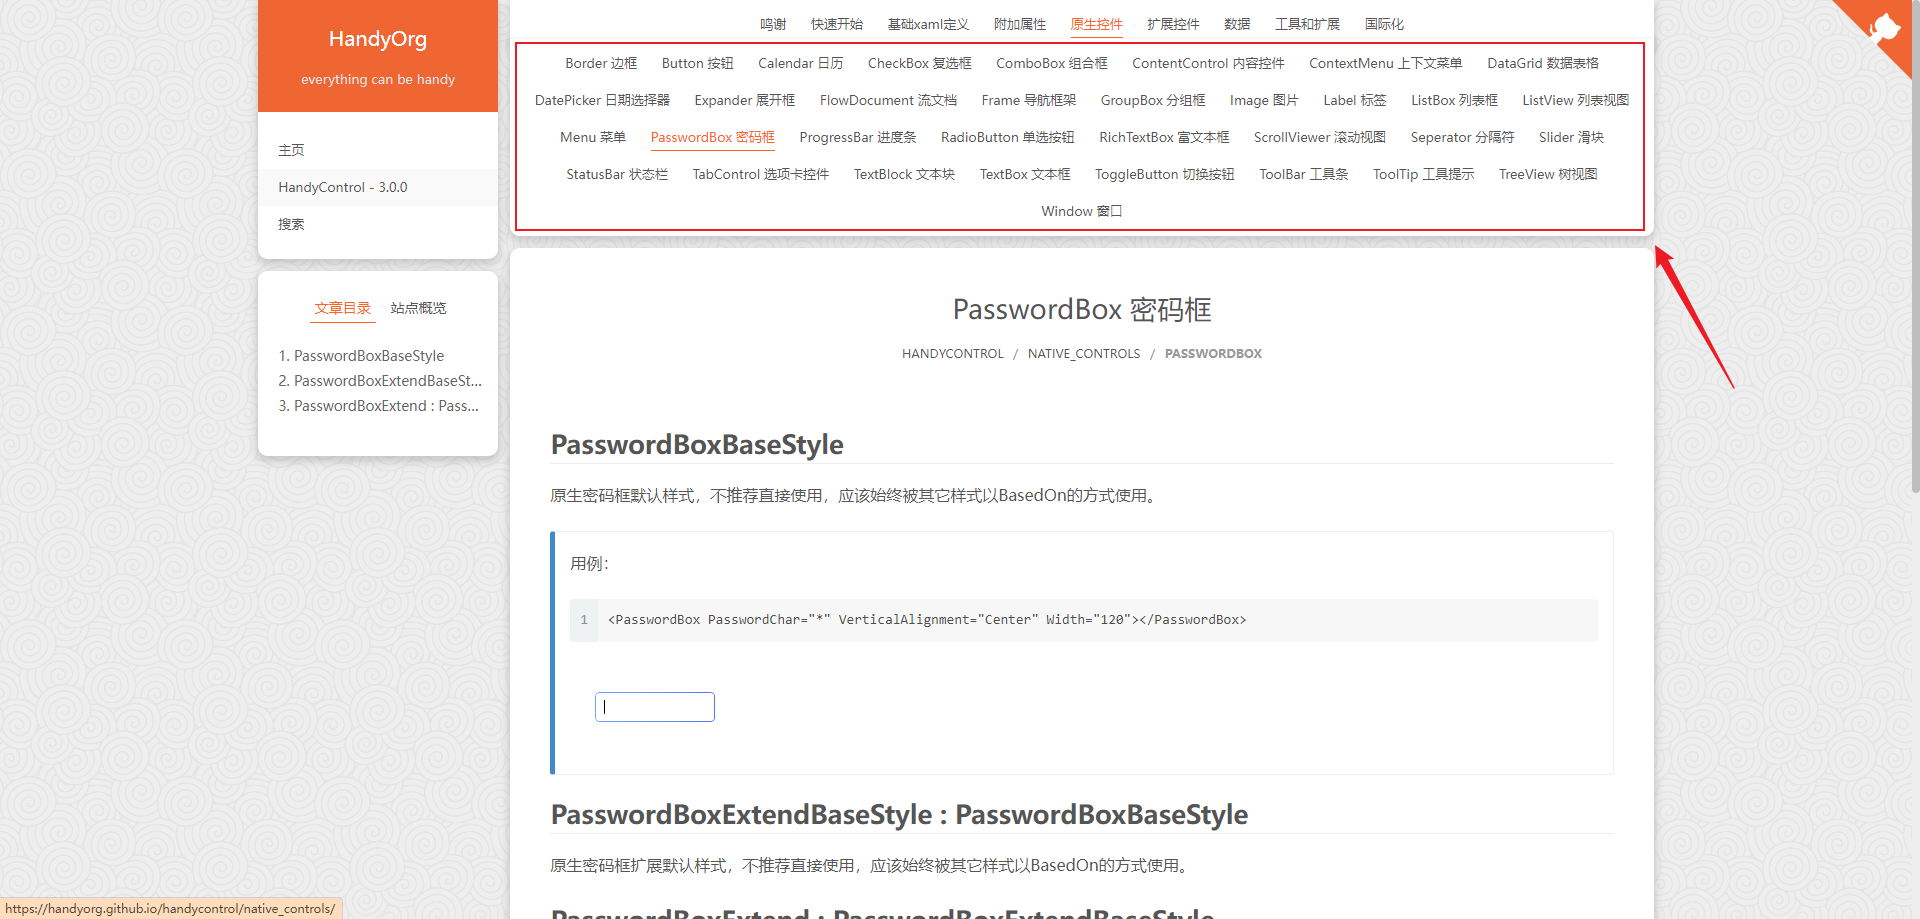 HandyOrg
everything can be handy
主页
HandyControl - 3.0.0
搜索
文章目录 站点概览
1. PasswordBoxBaseStyle
2. PasswordBoxExtendBaseSt...
3. PasswordBoxExtend : Pass...
鸣谢 快速开始 基础xaml定义 附加属性 原生控件 扩展控件 数据 工具和扩展 国际化
Border 边框 Button 按钮 Calendar 日历 CheckBox 复选框 ComboBox 组合框 ContentControl 内容控件 ContextMenu 上下文菜单 DataGrid 数据表格
DatePicker 日期选择器 Expander 展开框 FlowDocument 流文档 Frame 导航框架 GroupBox 分组框 Image 图片 Label 标签 ListBox 列表框 ListView 列表视图
Menu 菜单 PasswordBox 密码框 ProgressBar 进度条 RadioButton 单选按钮 RichTextBox 富文本框 ScrollViewer 滚动视图 Seperator 分隔符 Slider 滑块
StatusBar 状态栏 TabControl 选项卡控件 TextBlock 文本块 TextBox 文本框 ToggleButton 切换按钮 ToolBar 工具条 ToolTip 工具提示 TreeView 树视图
Window 窗口
PasswordBox 密码框
HANDYCONTROL / NATIVE_CONTROLS / PASSWORDBOX
PasswordBoxBaseStyle
原生密码框默认样式，不推荐直接使用，应该始终被其它样式以BasedOn的方式使用。
用例：
1 <PasswordBox PasswordChar="*" VerticalAlignment="Center" Width="120"></PasswordBox>
PasswordBoxExtendBaseStyle : PasswordBoxBaseStyle
原生密码框扩展默认样式，不推荐直接使用，应该始终被其它样式以BasedOn的方式使用。
PasswordBoxExtend : PasswordBoxExtendBaseStyle
https://handyorg.github.io/handycontrol/native_controls/